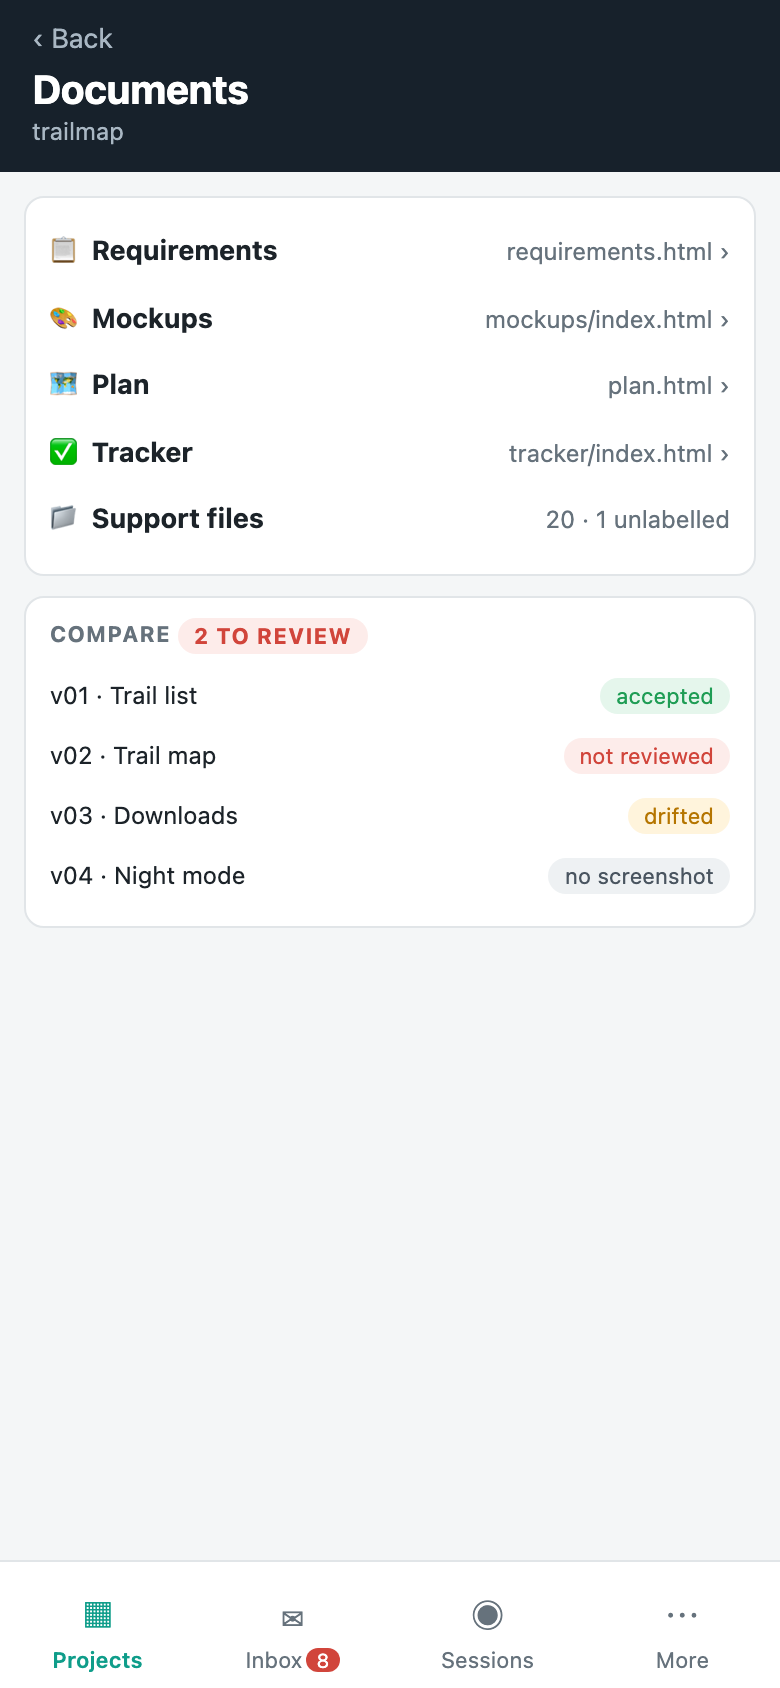 ‹ Back
Documents
trailmap
Requirements requirements.html ›
Mockups mockups/index.html ›
Plan plan.html ›
Tracker tracker/index.html ›
Support files 20 · 1 unlabelled
COMPARE 2 TO REVIEW
v01 · Trail list accepted
v02 · Trail map not reviewed
v03 · Downloads drifted
v04 · Night mode no screenshot
Projects Inbox 8 Sessions More